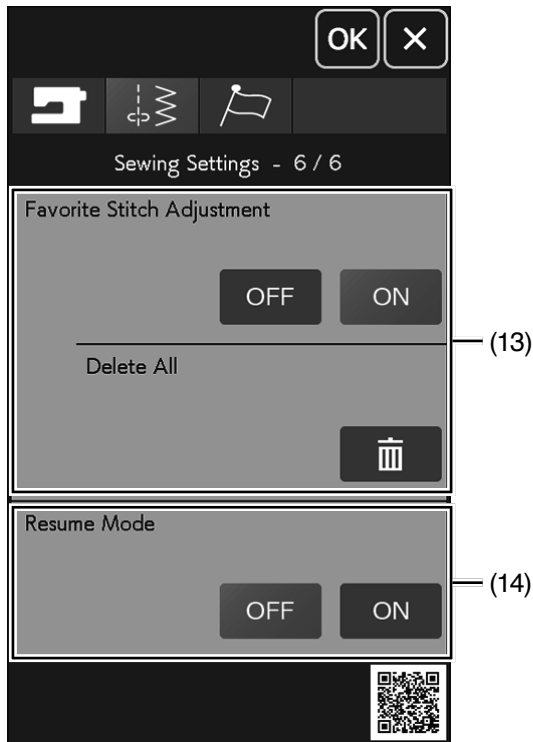 OK
Sewing Settings - 6 / 6
Favorite Stitch Adjustment
OFF ON
(13)
Delete All
Resume Mode
OFF ON
(14)